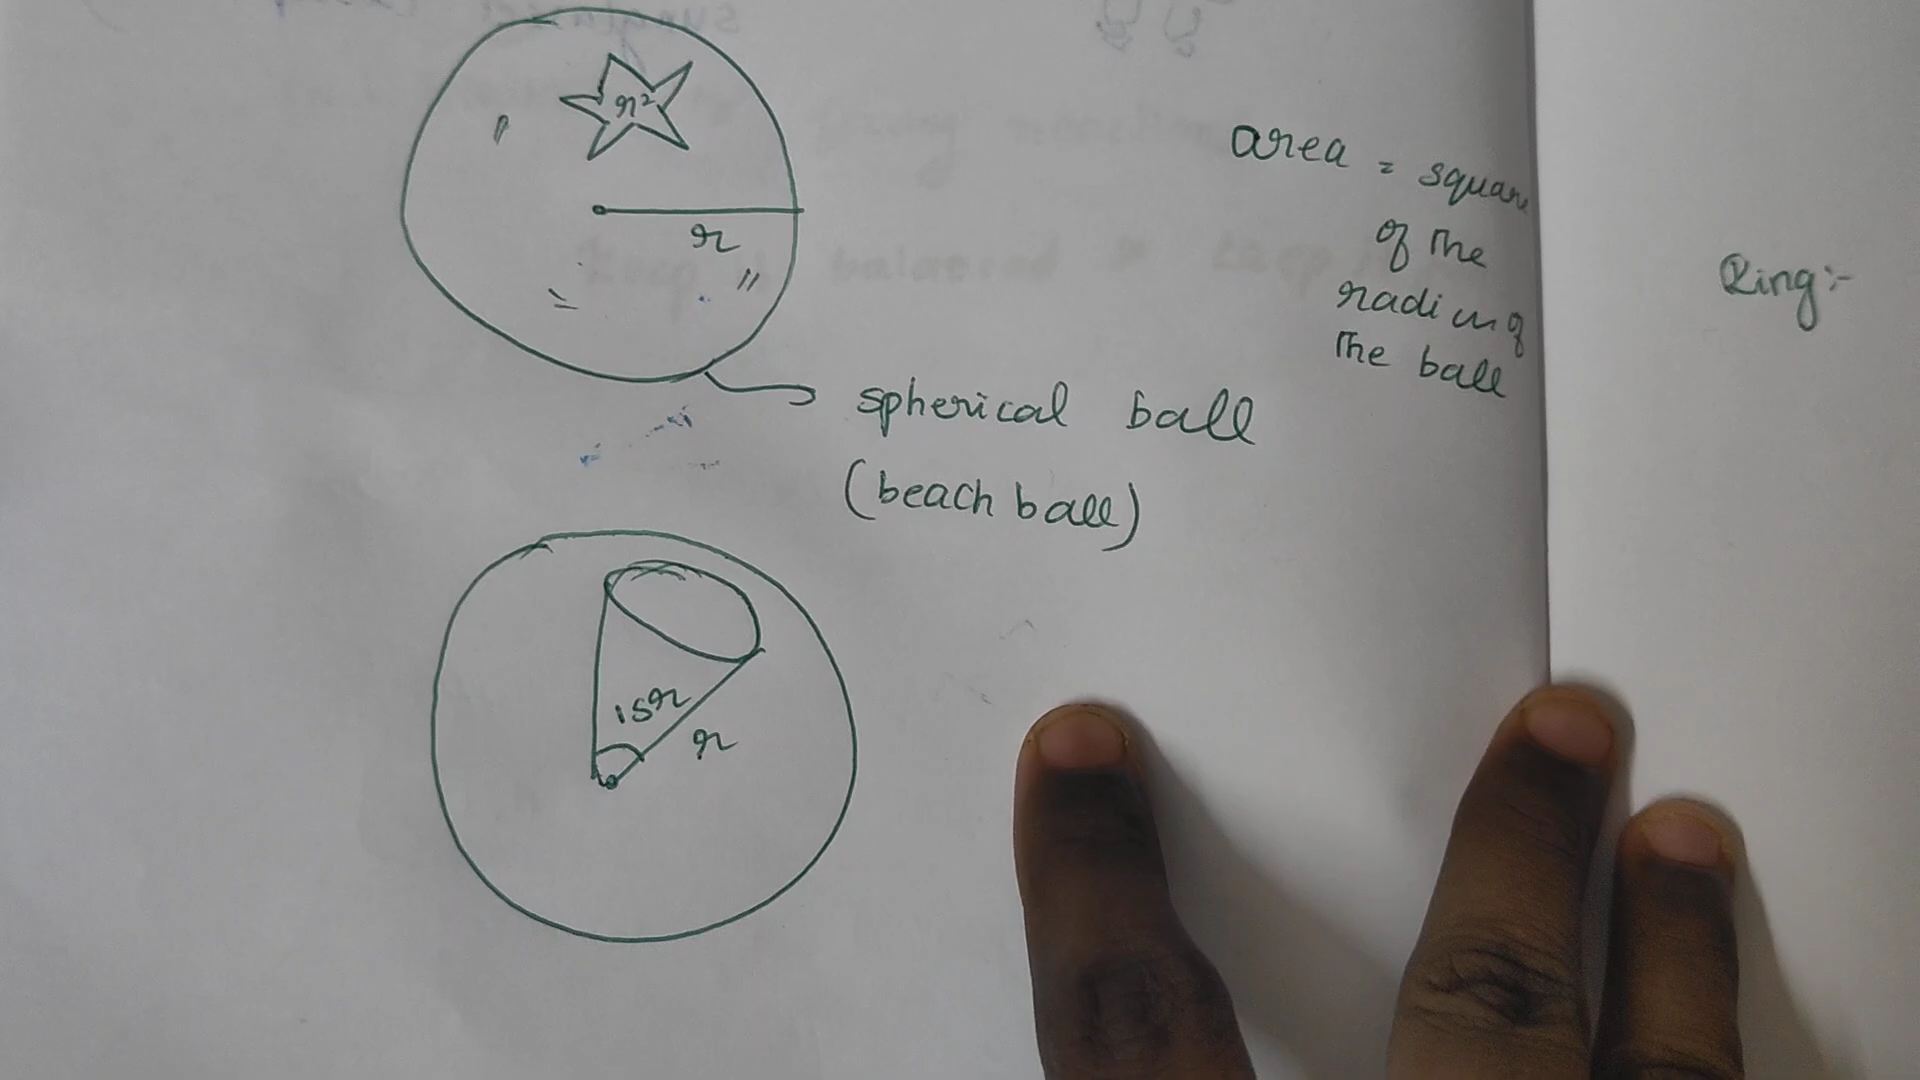 r²
r
area = square
of the
radius of
the ball
Ring:-
spherical ball
(beach ball)
1sr
r